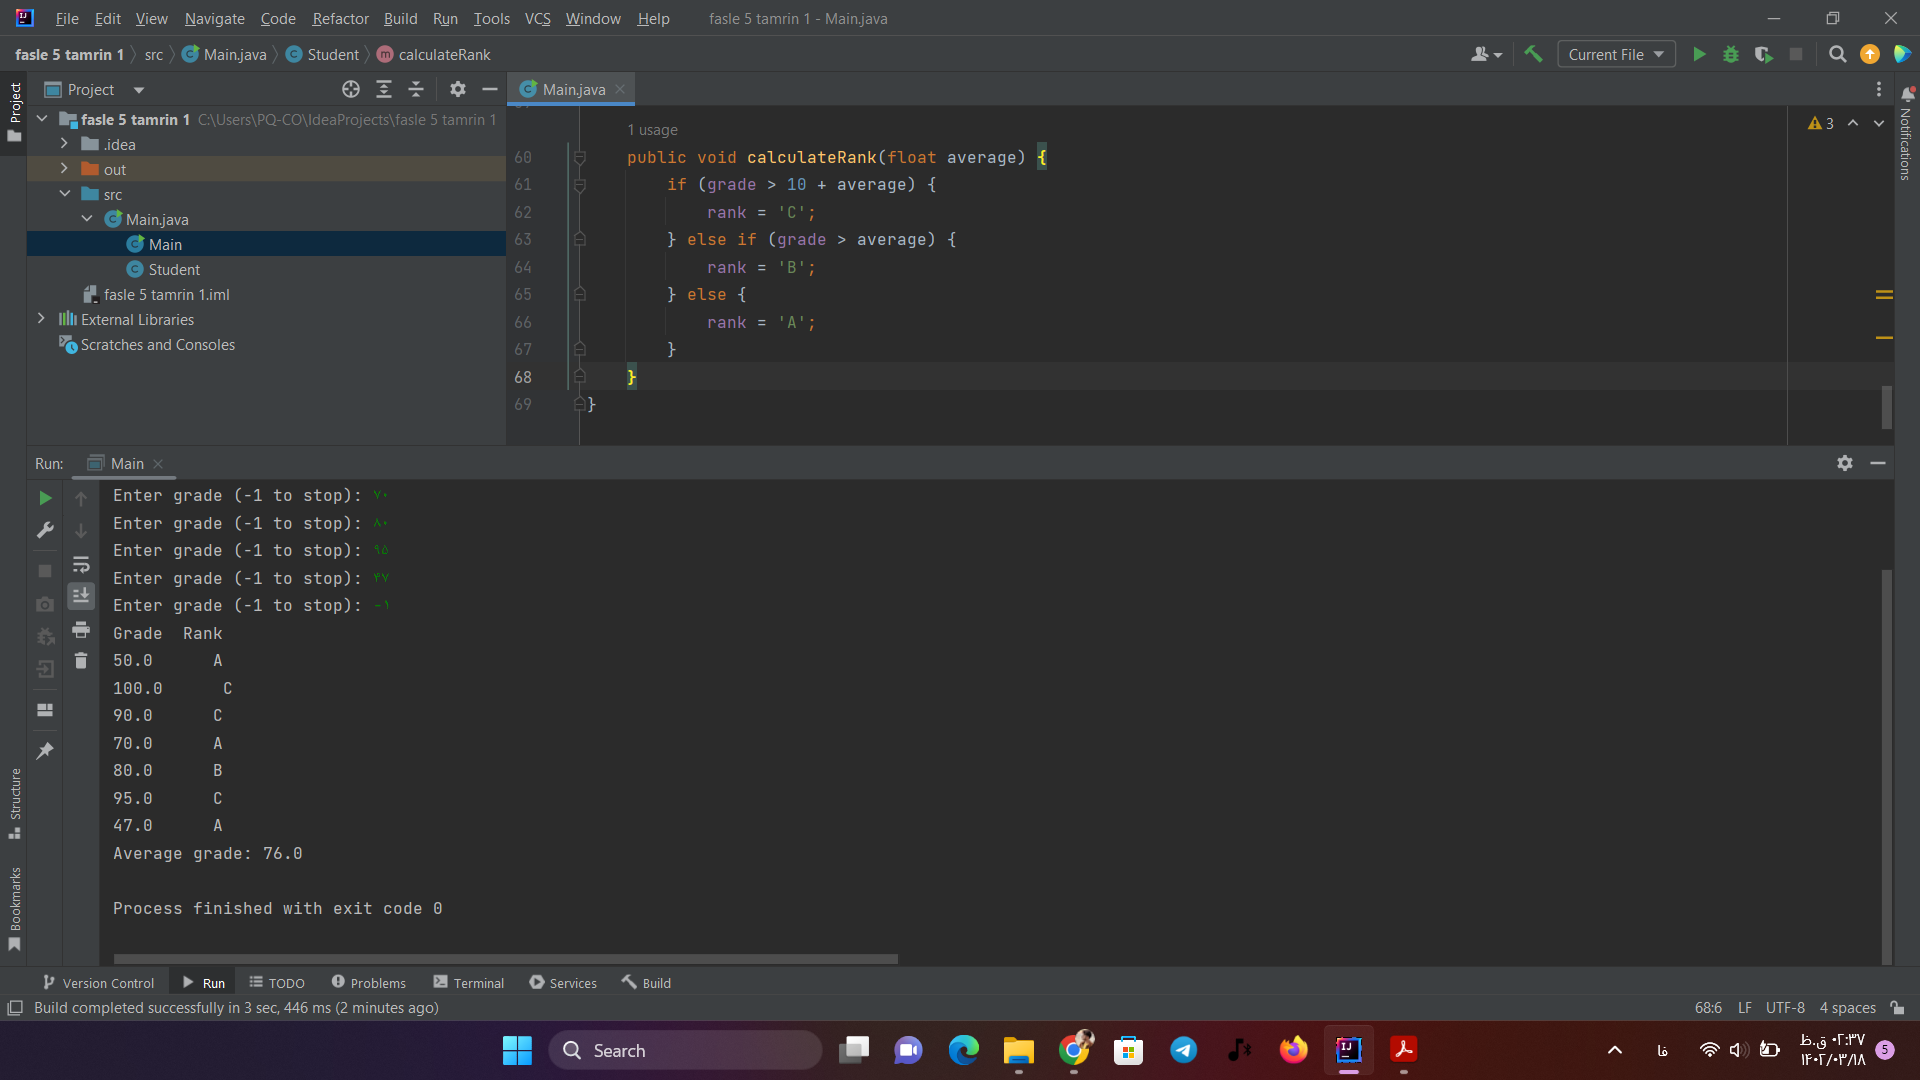 File Edit View Navigate Code Refactor Build Run Tools VCS Window Help fasle 5 tamrin 1 - Main.java
fasle 5 tamrin 1 src Main.java Student calculateRank Current File
Project
Project
fasle 5 tamrin 1 C:\Users\PQ-CO\IdeaProjects\fasle 5 tamrin 1
.idea
out
src
Main.java
Main
Student
fasle 5 tamrin 1.iml
External Libraries
Scratches and Consoles
Main.java
3
Notifications
1 usage
60 public void calculateRank(float average) {
61 if (grade > 10 + average) {
62 rank = 'C';
63 } else if (grade > average) {
64 rank = 'B';
65 } else {
66 rank = 'A';
67 }
68 }
69 }
Run: Main
Enter grade (-1 to stop): ۷۰
Enter grade (-1 to stop): ۸۰
Enter grade (-1 to stop): ۹۵
Enter grade (-1 to stop): ۴۷
Enter grade (-1 to stop): -۱
Grade Rank
50.0 A
100.0 C
90.0 C
70.0 A
80.0 B
95.0 C
47.0 A
Average grade: 76.0
Process finished with exit code 0
Structure
Bookmarks
Version Control Run TODO Problems Terminal Services Build
Build completed successfully in 3 sec, 446 ms (2 minutes ago) 68:6 LF UTF-8 4 spaces
Search
فا
۰۲:۳۷ ق.ظ
۱۴۰۲/۰۳/۱۸
5